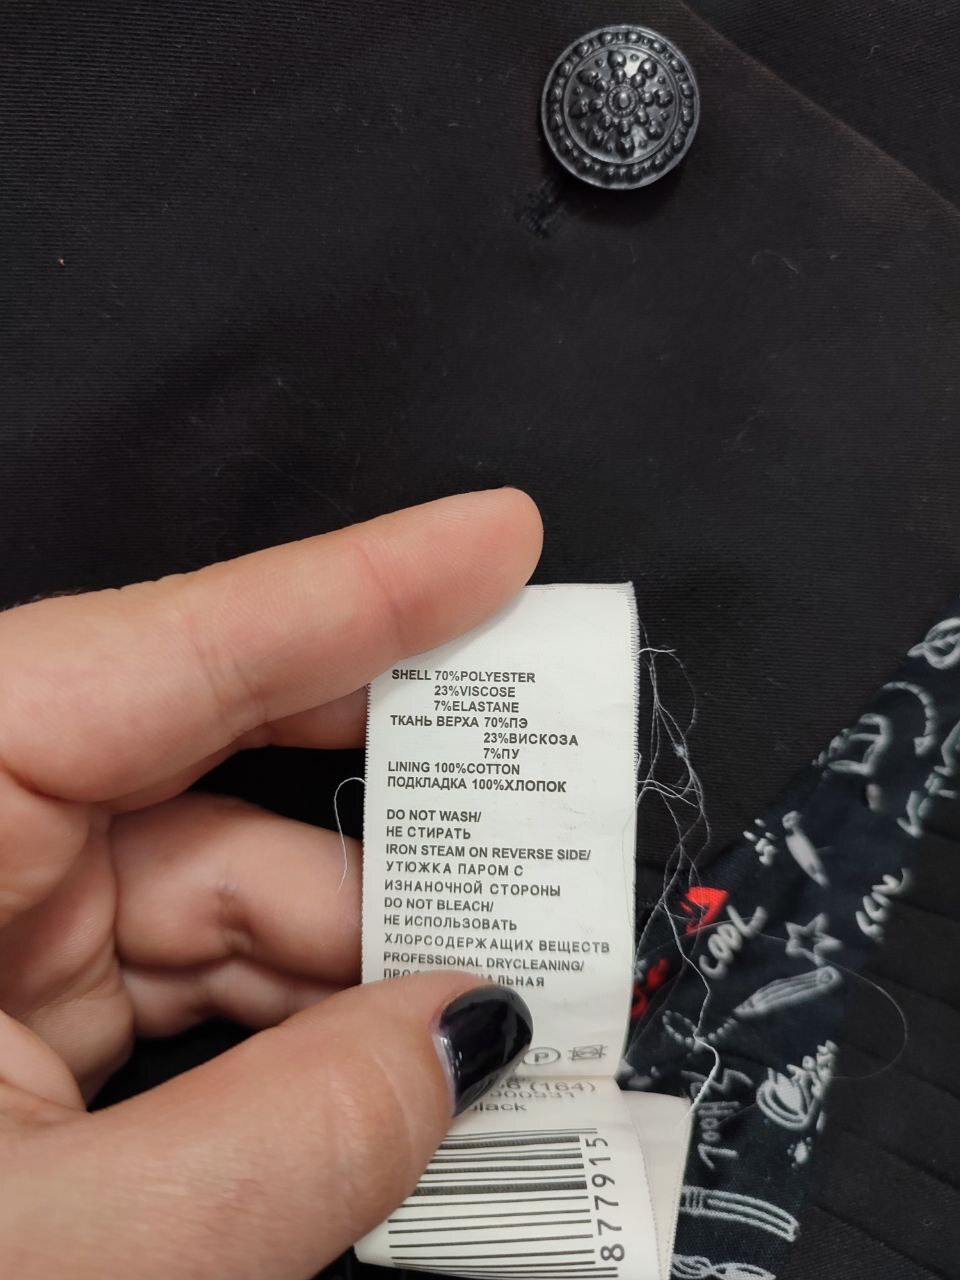 SHELL 70%POLYESTER
23%VISCOSE
7%ELASTANE
ТКАНЬ ВЕРХА 70%ПЭ
23%ВИСКОЗА
7%ПУ
LINING 100%COTTON
ПОДКЛАДКА 100%ХЛОПОК
DO NOT WASH/
НЕ СТИРАТЬ
IRON STEAM ON REVERSE SIDE/
УТЮЖКА ПАРОМ С
ИЗНАНОЧНОЙ СТОРОНЫ
DO NOT BLEACH/
НЕ ИСПОЛЬЗОВАТЬ
ХЛОРСОДЕРЖАЩИХ ВЕЩЕСТВ
PROFESSIONAL DRYCLEANING/
P
(164)
black
877915
COOL